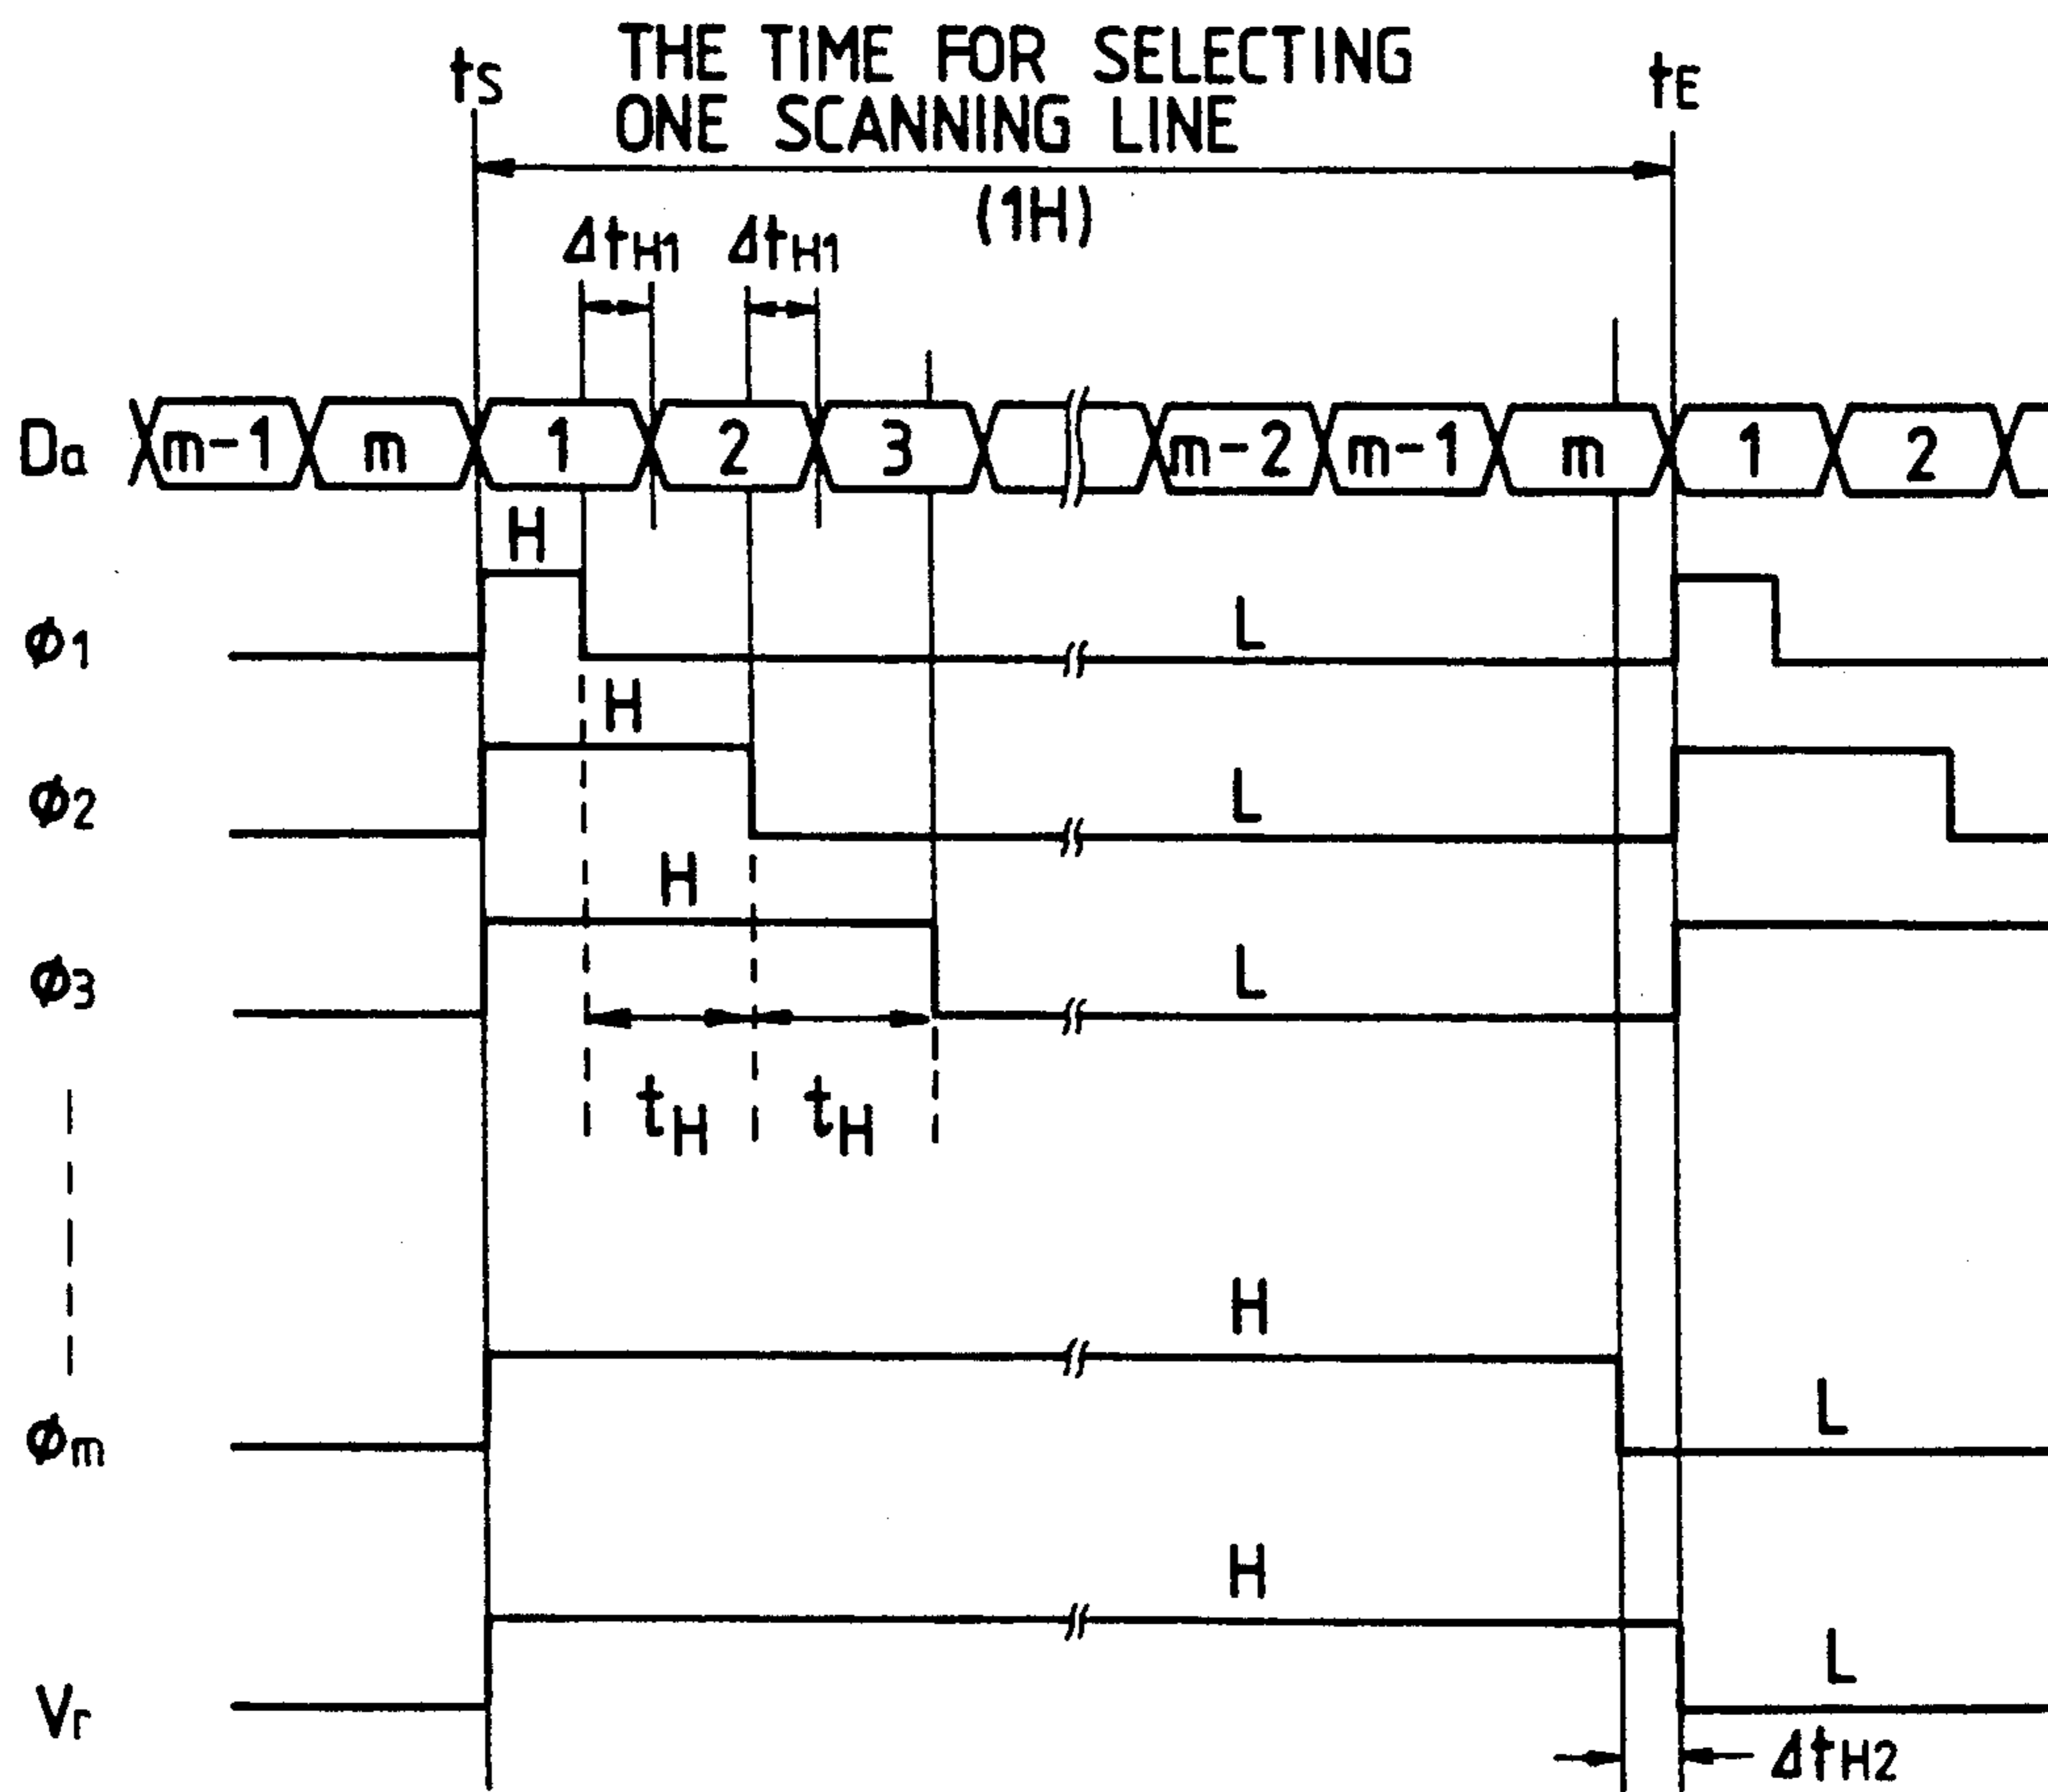 THE TIME FOR SELECTING
ONE SCANNING LINE
(1H)
tS
tE
ΔtH1 ΔtH1
Da m-1 m 1 2 3 m-2 m-1 m 1 2
H
ϕ1 L
H
ϕ2 L
H
ϕ3 L
tH tH
H
ϕm L
H
Vr L
ΔtH2